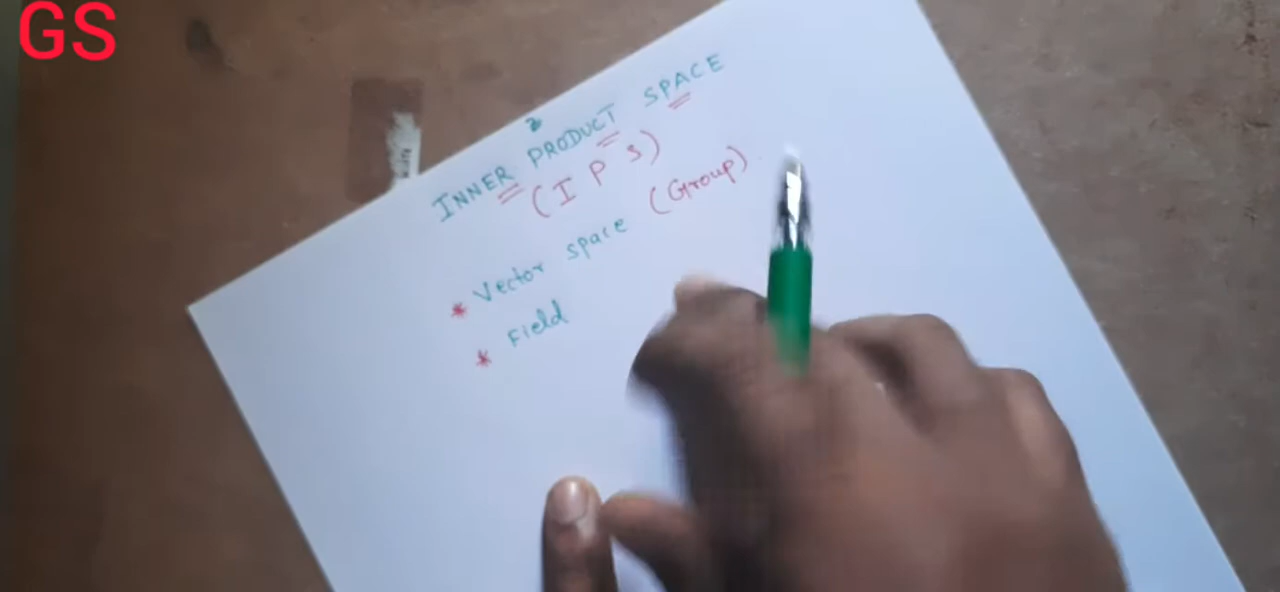 GS
INNER PRODUCT SPACE
(I P S)
* Vector space (Group)
* Field